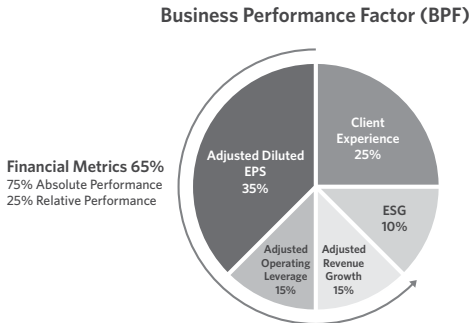 Business Performance Factor (BPF)
Financial Metrics 65%
75% Absolute Performance
25% Relative Performance
Adjusted Diluted
EPS
35%
Client
Experience
25%
ESG
10%
Adjusted
Operating
Leverage
15%
Adjusted
Revenue
Growth
15%